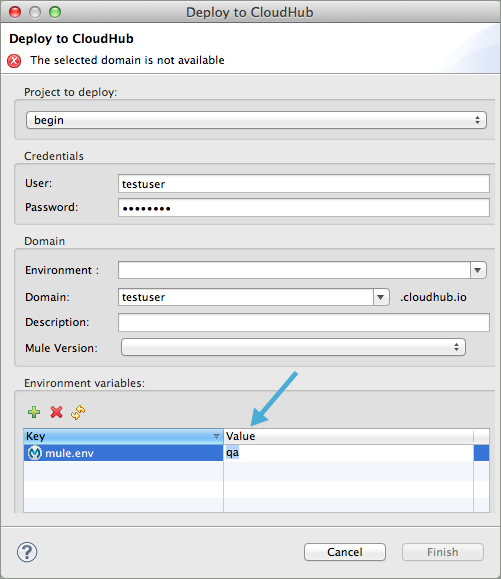 Deploy to CloudHub
Deploy to CloudHub
The selected domain is not available
Project to deploy:
begin
Credentials
User: testuser
Password: ••••••••
Domain
Environment :
Domain: testuser .cloudhub.io
Description:
Mule Version:
Environment variables:
Key Value
mule.env qa
? Cancel Finish